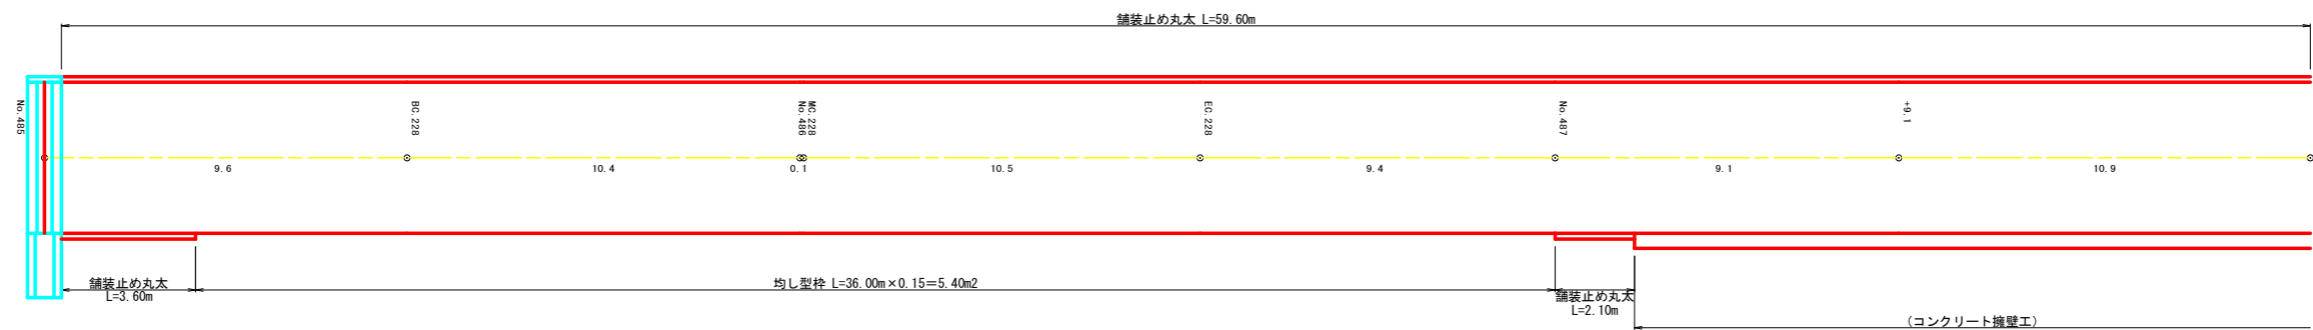 舗装止め丸太 L=59.60m
No.485
BC.228
MC.228
No.486
EC.228
No.487
+9.1
9.6
10.4
0.1
10.5
9.4
9.1
10.9
舗装止め丸太
L=3.60m
均し型枠 L=36.00m×0.15=5.40m2
舗装止め丸太
L=2.10m
(コンクリート擁壁工)